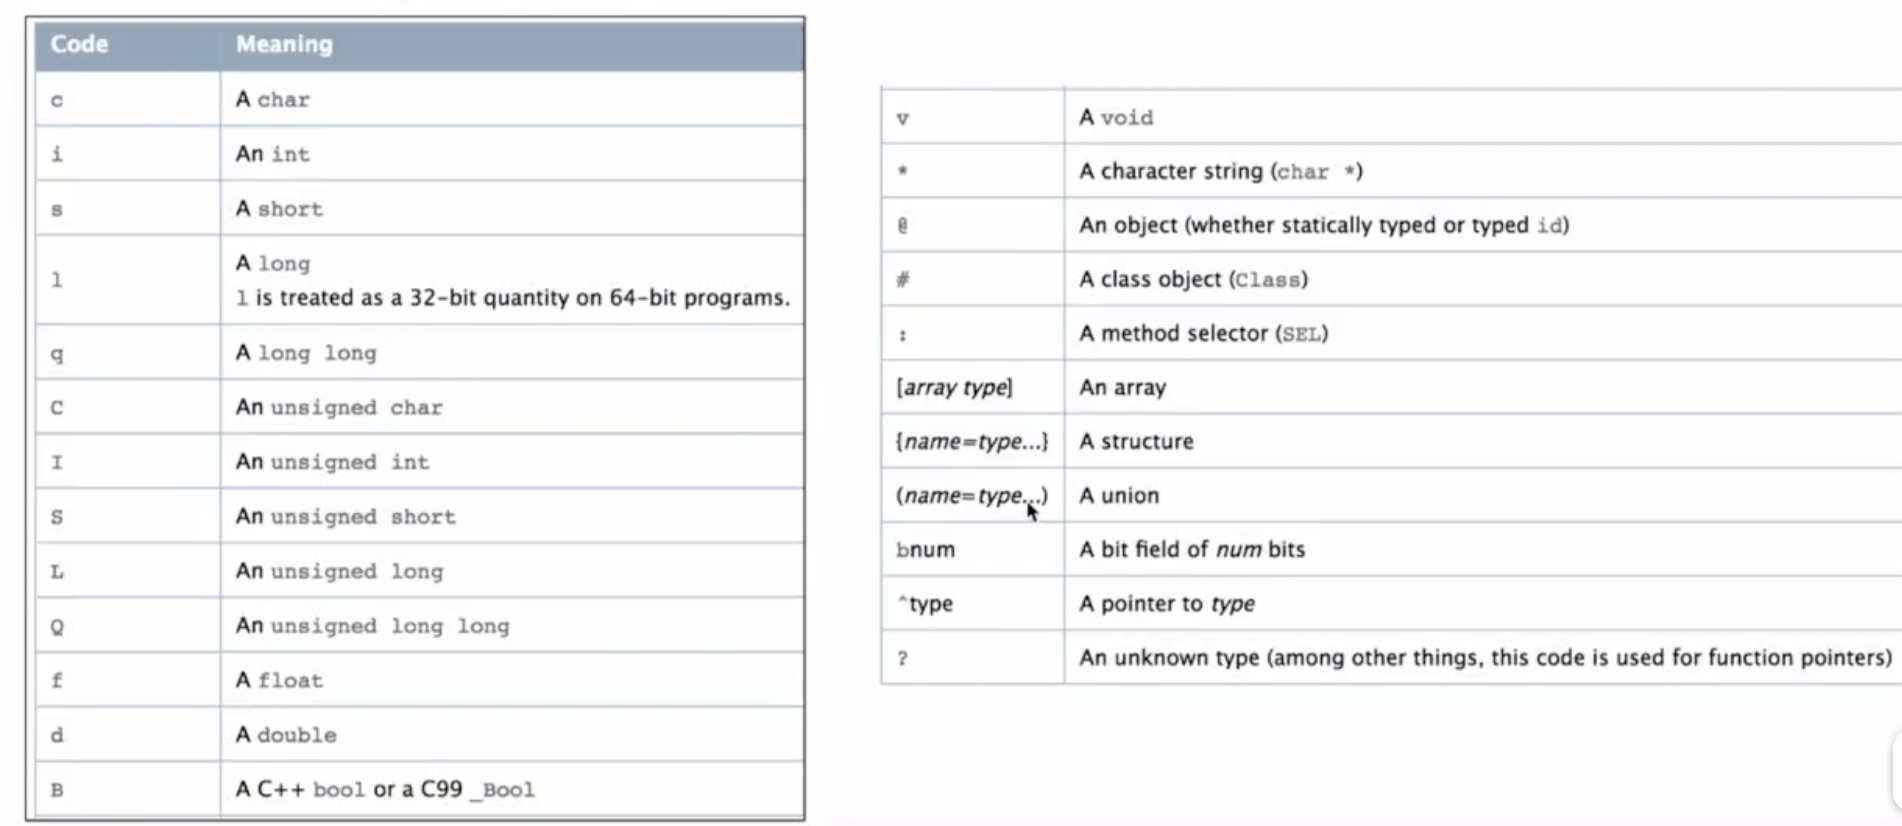 Code Meaning
c A char
i An int
s A short
l A long
l is treated as a 32-bit quantity on 64-bit programs.
q A long long
C An unsigned char
I An unsigned int
S An unsigned short
L An unsigned long
Q An unsigned long long
f A float
d A double
B A C++ bool or a C99 _Bool
v A void
* A character string (char *)
@ An object (whether statically typed or typed id)
# A class object (Class)
: A method selector (SEL)
[array type] An array
{name=type...} A structure
(name=type...) A union
bnum A bit field of num bits
^type A pointer to type
? An unknown type (among other things, this code is used for function pointers)